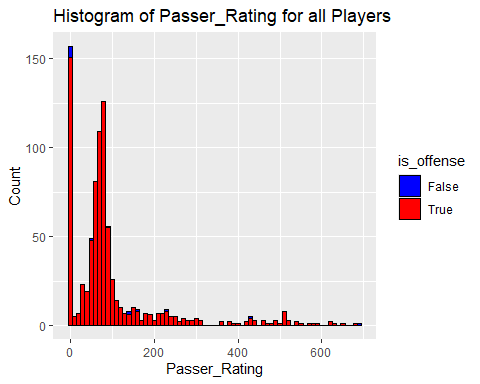 Histogram of Passer_Rating for all Players
150
100
50
0
Count
0 200 400 600
Passer_Rating
is_offense
False
True